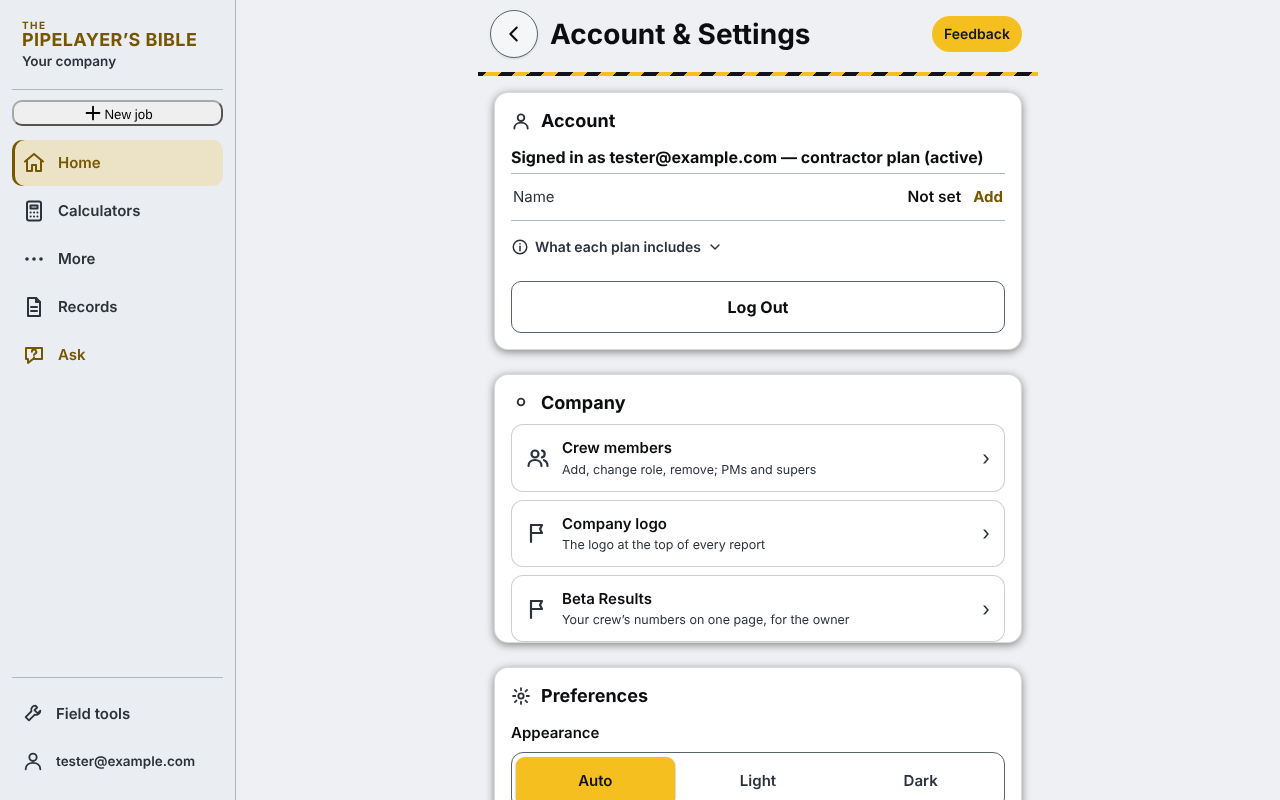 THE
PIPELAYER’S BIBLE
Your company
New job
Home
Calculators
More
Records
Ask
Field tools
tester@example.com
Account & Settings
Feedback
Account
Signed in as tester@example.com — contractor plan (active)
Name Not set Add
What each plan includes
Log Out
Company
Crew members
Add, change role, remove; PMs and supers
Company logo
The logo at the top of every report
Beta Results
Your crew’s numbers on one page, for the owner
Preferences
Appearance
Auto Light Dark